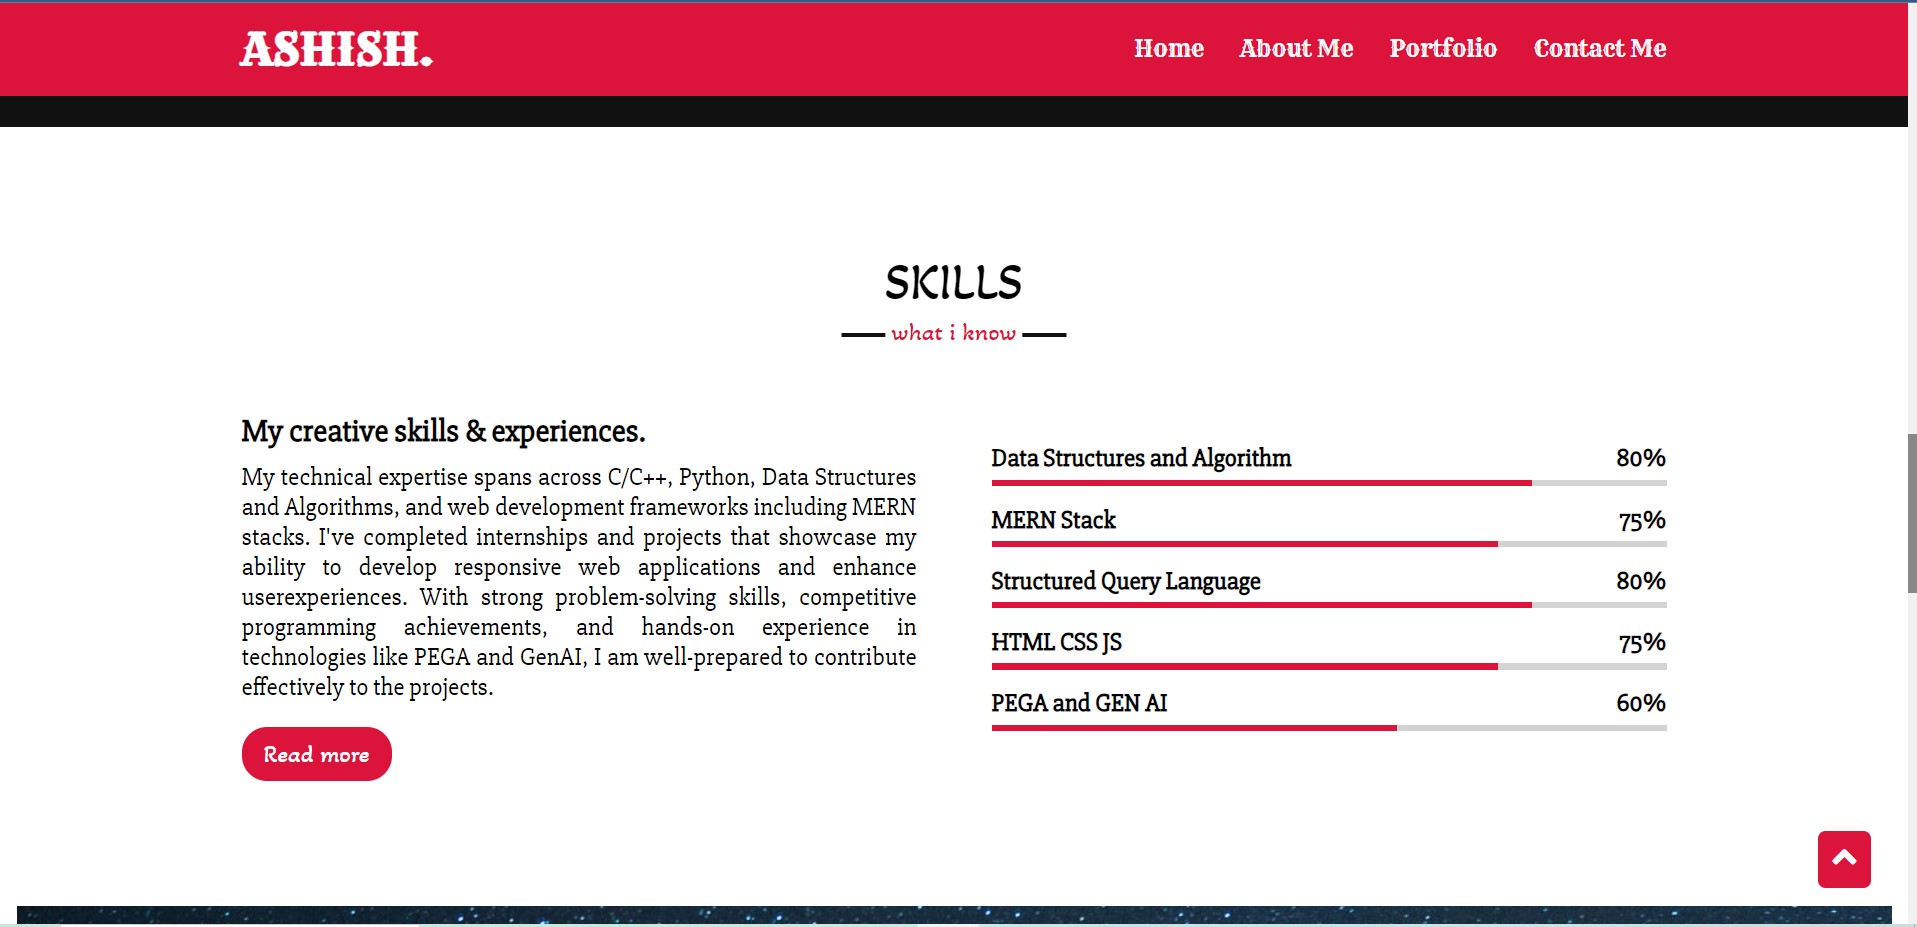 ASHISH.
Home About Me Portfolio Contact Me
SKILLS
what i know
My creative skills & experiences.
My technical expertise spans across C/C++, Python, Data Structures
and Algorithms, and web development frameworks including MERN
stacks. I've completed internships and projects that showcase my
ability to develop responsive web applications and enhance
userexperiences. With strong problem-solving skills, competitive
programming achievements, and hands-on experience in
technologies like PEGA and GenAI, I am well-prepared to contribute
effectively to the projects.
Read more
Data Structures and Algorithm 80%
MERN Stack 75%
Structured Query Language 80%
HTML CSS JS 75%
PEGA and GEN AI 60%